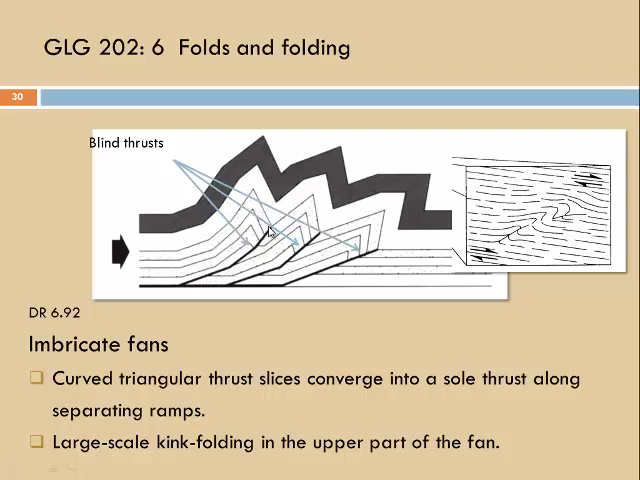 GLG 202: 6 Folds and folding
30
Blind thrusts
DR 6.92
Imbricate fans
Curved triangular thrust slices converge into a sole thrust along
separating ramps.
Large-scale kink-folding in the upper part of the fan.